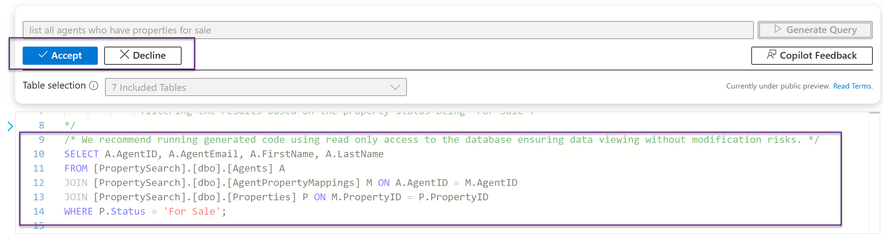 list all agents who have properties for sale
Generate Query
Accept
Decline
Copilot Feedback
Table selection
7 Included Tables
Currently under public preview. Read Terms.
7 filtering the results based on the property status being 'For Sale'.
8 */
9 /* We recommend running generated code using read only access to the database ensuring data viewing without modification risks. */
10 SELECT A.AgentID, A.AgentEmail, A.FirstName, A.LastName
11 FROM [PropertySearch].[dbo].[Agents] A
12 JOIN [PropertySearch].[dbo].[AgentPropertyMappings] M ON A.AgentID = M.AgentID
13 JOIN [PropertySearch].[dbo].[Properties] P ON M.PropertyID = P.PropertyID
14 WHERE P.Status = 'For Sale';
15